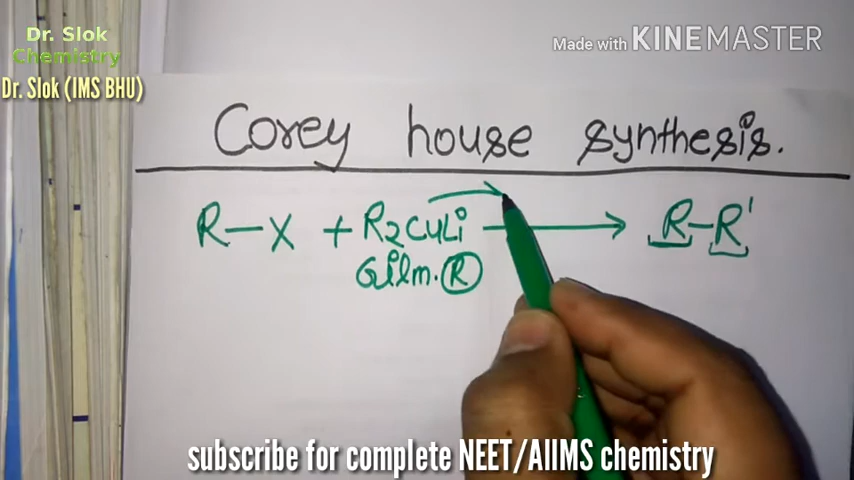 Dr. Slok
Chemistry
Dr. Slok (IMS BHU)
Made with KINEMASTER
Corey house synthesis.
R—X + R2CuLi ⟶ R-R'
Gilm. R
subscribe for complete NEET/AIIMS chemistry